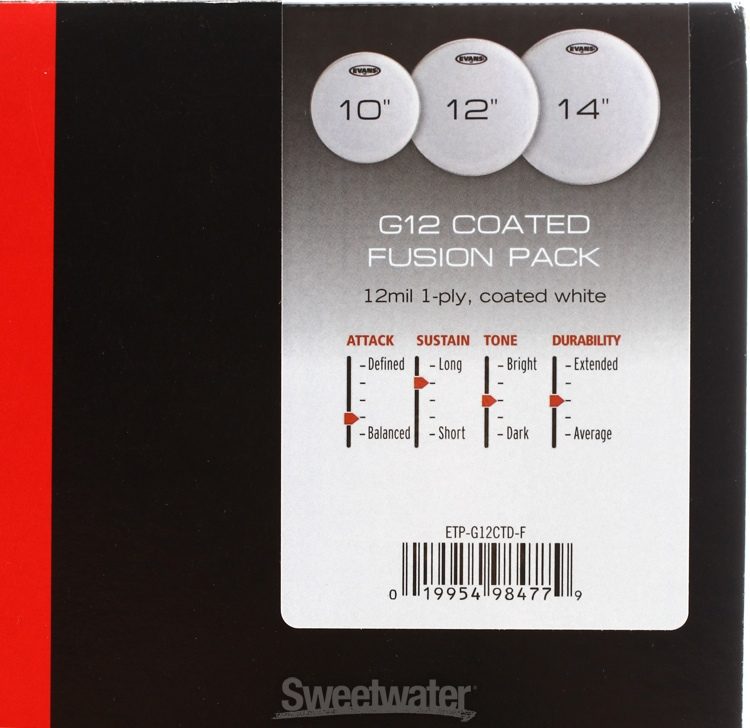 EVANS EVANS EVANS
10" 12" 14"
G12 COATED
FUSION PACK
12mil 1-ply, coated white
ATTACK SUSTAIN TONE DURABILITY
Defined Long Bright Extended
Balanced Short Dark Average
ETP-G12CTD-F
0 19954 98477 9
Sweetwater